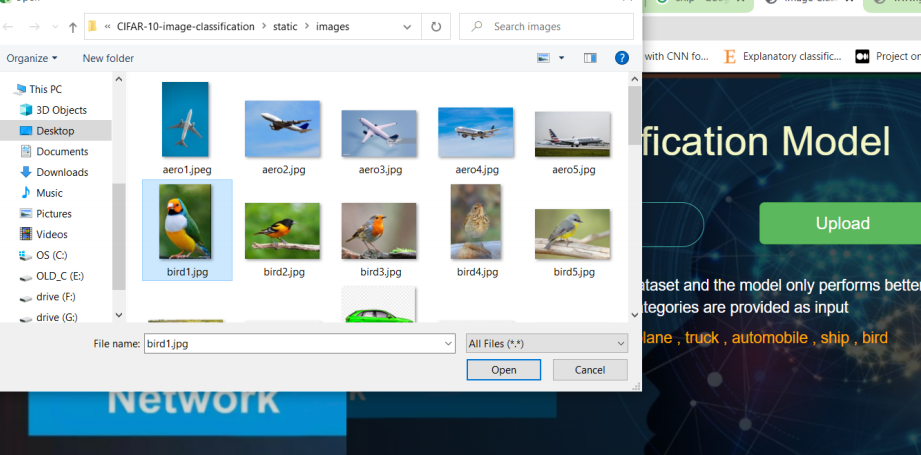 Open
« CIFAR-10-image-classification > static > images
Search images
Organize
New folder
?
This PC
3D Objects
Desktop
Documents
Downloads
Music
Pictures
Videos
OS (C:)
OLD_C (E:)
drive (F:)
drive (G:)
aero1.jpeg
aero2.jpg
aero3.jpg
aero4.jpg
aero5.jpg
bird1.jpg
bird2.jpg
bird3.jpg
bird4.jpg
bird5.jpg
File name: bird1.jpg
All Files (*.*)
Open
Cancel
with CNN fo...
E Explanatory classific...
Project on
fication Model
Upload
ataset and the model only performs better
tegories are provided as input
lane , truck , automobile , ship , bird
Network